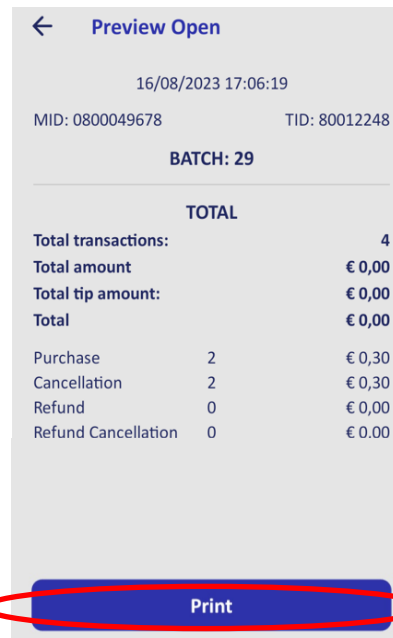 Preview Open
16/08/2023 17:06:19
MID: 0800049678 TID: 80012248
BATCH: 29
TOTAL
Total transactions: 4
Total amount € 0,00
Total tip amount: € 0,00
Total € 0,00
Purchase 2 € 0,30
Cancellation 2 € 0,30
Refund 0 € 0,00
Refund Cancellation 0 € 0.00
Print